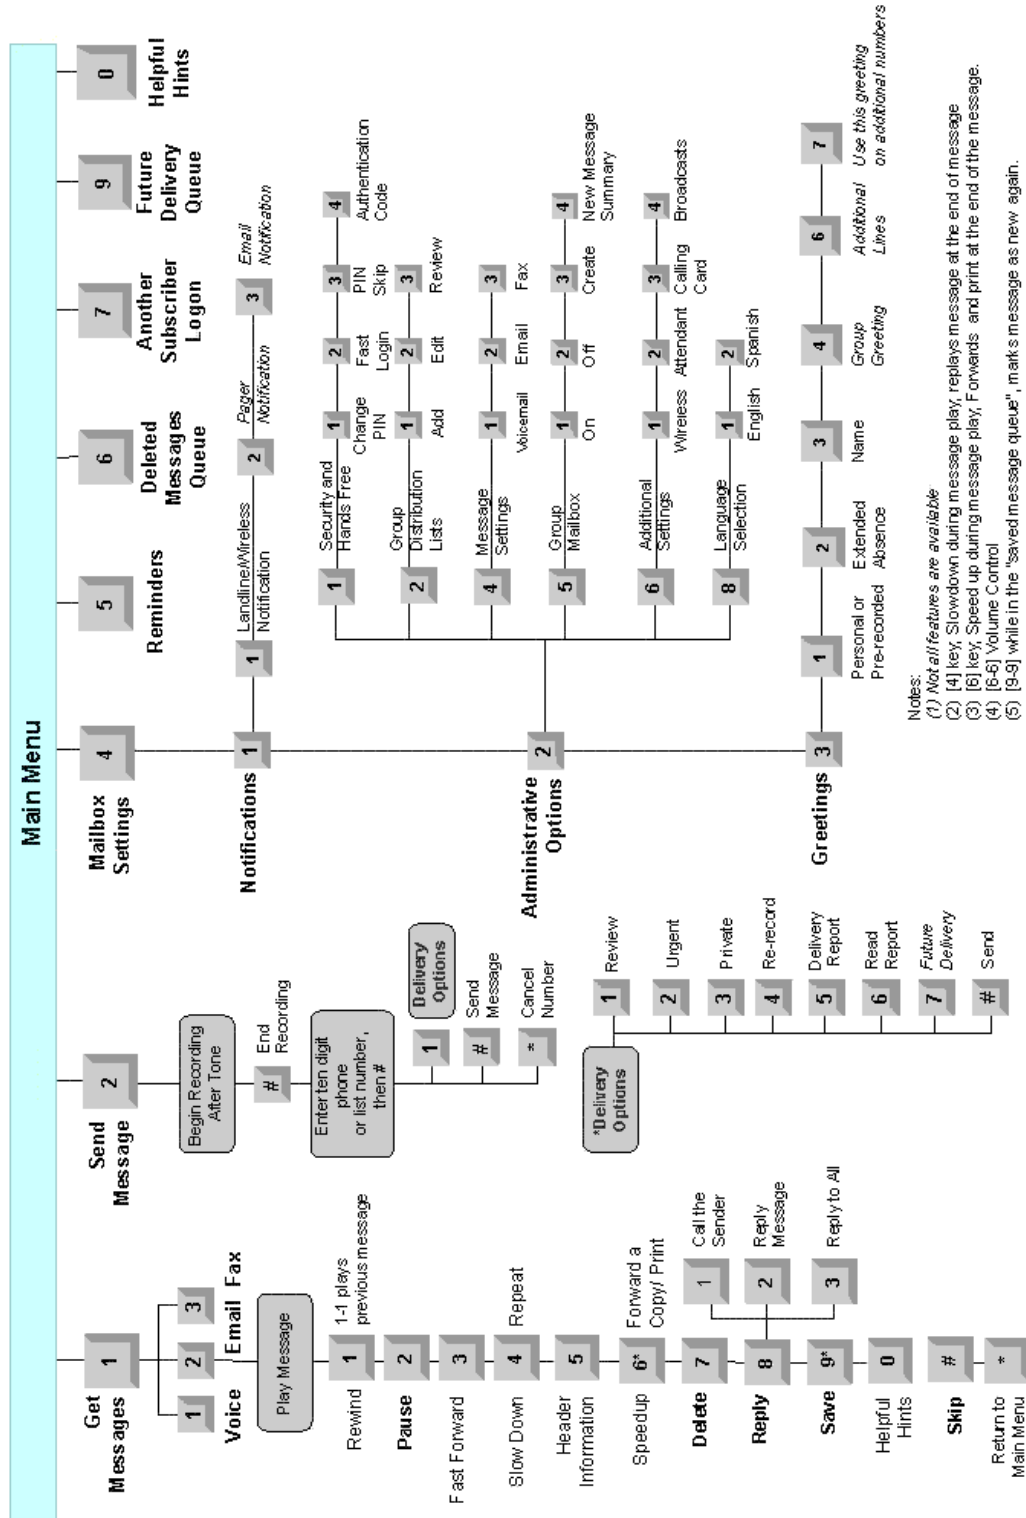 Main Menu
1
Get
Messages
1
2
3
Voice
Email
Fax
Play Message
1
Rewind
1-1 plays
previous message
2
Pause
3
Fast Forward
4
Slow Down
Repeat
5
Header
Information
6*
Speedup
Forward a
Copy/ Print
7
Delete
8
Reply
1
Call the
Sender
2
Reply
Message
3
Reply to All
9*
Save
0
Helpful
Hints
#
Skip
*
Return to
Main Menu
2
Send
Message
Begin Recording
After Tone
#
End
Recording
Enter ten digit
phone
or list number,
then #
1
Delivery
Options
#
Send
Message
*
Cancel
Number
*Delivery
Options
1
Review
2
Urgent
3
Private
4
Re-record
5
Delivery
Report
6
Read
Report
7
Future
Delivery
#
Send
4
Mailbox
Settings
1
Notifications
1
Landline/Wireless
Notification
2
Pager
Notification
3
Email
Notification
2
Administrative
Options
1
Security and
Hands Free
1
Change
PIN
2
Fast
Login
3
PIN
Skip
4
Authentication
Code
2
Group
Distribution
Lists
1
Add
2
Edit
3
Review
4
Message
Settings
1
Voicemail
2
Email
3
Fax
5
Group
Mailbox
1
On
2
Off
3
Create
4
New Message
Summary
6
Additional
Settings
1
Wireless
2
Attendant
3
Calling
Card
4
Broadcasts
8
Language
Selection
1
English
2
Spanish
3
Greetings
1
Personal or
Pre-recorded
2
Extended
Absence
3
Name
4
Group
Greeting
6
Additional
Lines
7
Use this greeting
on additional numbers
5
Reminders
6
Deleted
Messages
Queue
7
Another
Subscriber
Logon
9
Future
Delivery
Queue
0
Helpful
Hints
Notes:
(1) Not all features are available
(2) [4] key, Slowdown during message play, replays message at the end of message
(3) [6] key, Speed up during message play, Forwards and print at the end of the message.
(4) [6-6] Volume Control
(5) [9-9] while in the "saved message queue", marks message as new again.